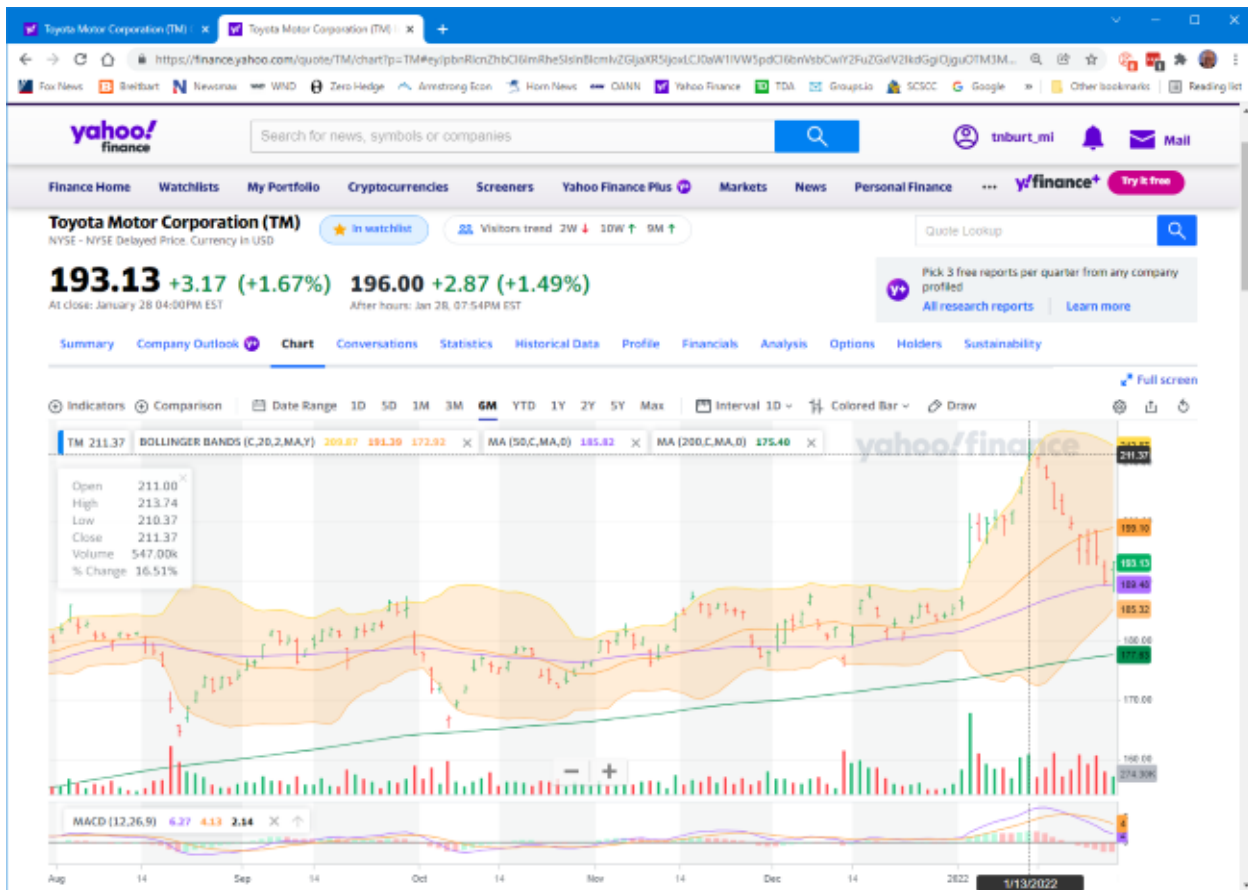 Toyota Motor Corporation (TM)
Toyota Motor Corporation (TM)
Fox News Breitbart Newsmax WND Zero Hedge Armstrong Econ Horn News OANN Yahoo Finance TDA Groups.io SCSCC Google » Other bookmarks Reading list
yahoo!
finance
Search for news, symbols or companies
tnburt_mi Mail
Finance Home Watchlists My Portfolio Cryptocurrencies Screeners Yahoo Finance Plus Markets News Personal Finance ... y!finance+ Try it free
Toyota Motor Corporation (TM)
NYSE - NYSE Delayed Price. Currency in USD
In watchlist
Visitors trend 2W ↓ 10W ↑ 9M ↑
Quote Lookup
193.13 +3.17 (+1.67%) 196.00 +2.87 (+1.49%)
At close: January 28 04:00PM EST After hours: Jan 28, 07:54PM EST
Pick 3 free reports per quarter from any company
profiled
All research reports Learn more
Summary Company Outlook Chart Conversations Statistics Historical Data Profile Financials Analysis Options Holders Sustainability
Full screen
Indicators Comparison Date Range 1D 5D 1M 3M 6M YTD 1Y 2Y 5Y Max Interval 1D Colored Bar Draw
TM 211.37 BOLLINGER BANDS (C,20,2,MA,Y) 191.39 MA (50,C,MA,0) 185.82 MA (200,C,MA,0) 175.40
yahoo!finance
211.37
Open 211.00
High 213.74
Low 210.37
Close 211.37
Volume 547.00k
% Change 16.51%
199.10
193.13
189.40
185.32
180.00
177.93
170.00
160.00
274.30K
MACD (12,26,9) 6.27 4.13 2.14
Aug 14 Sep 14 Oct 14 Nov 14 Dec 14 2022
1/13/2022